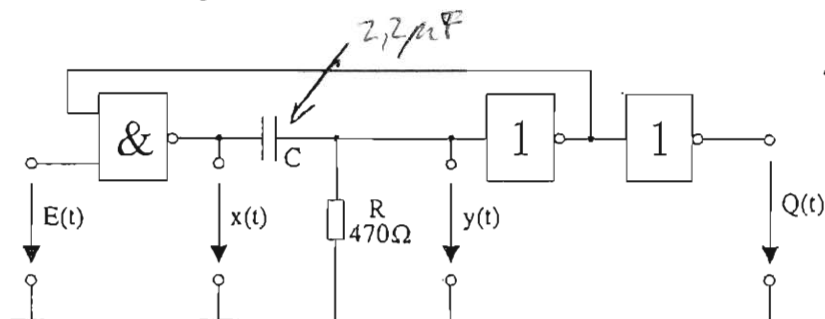 2,2µF
&
C
1
1
E(t)
x(t)
R
470Ω
y(t)
Q(t)